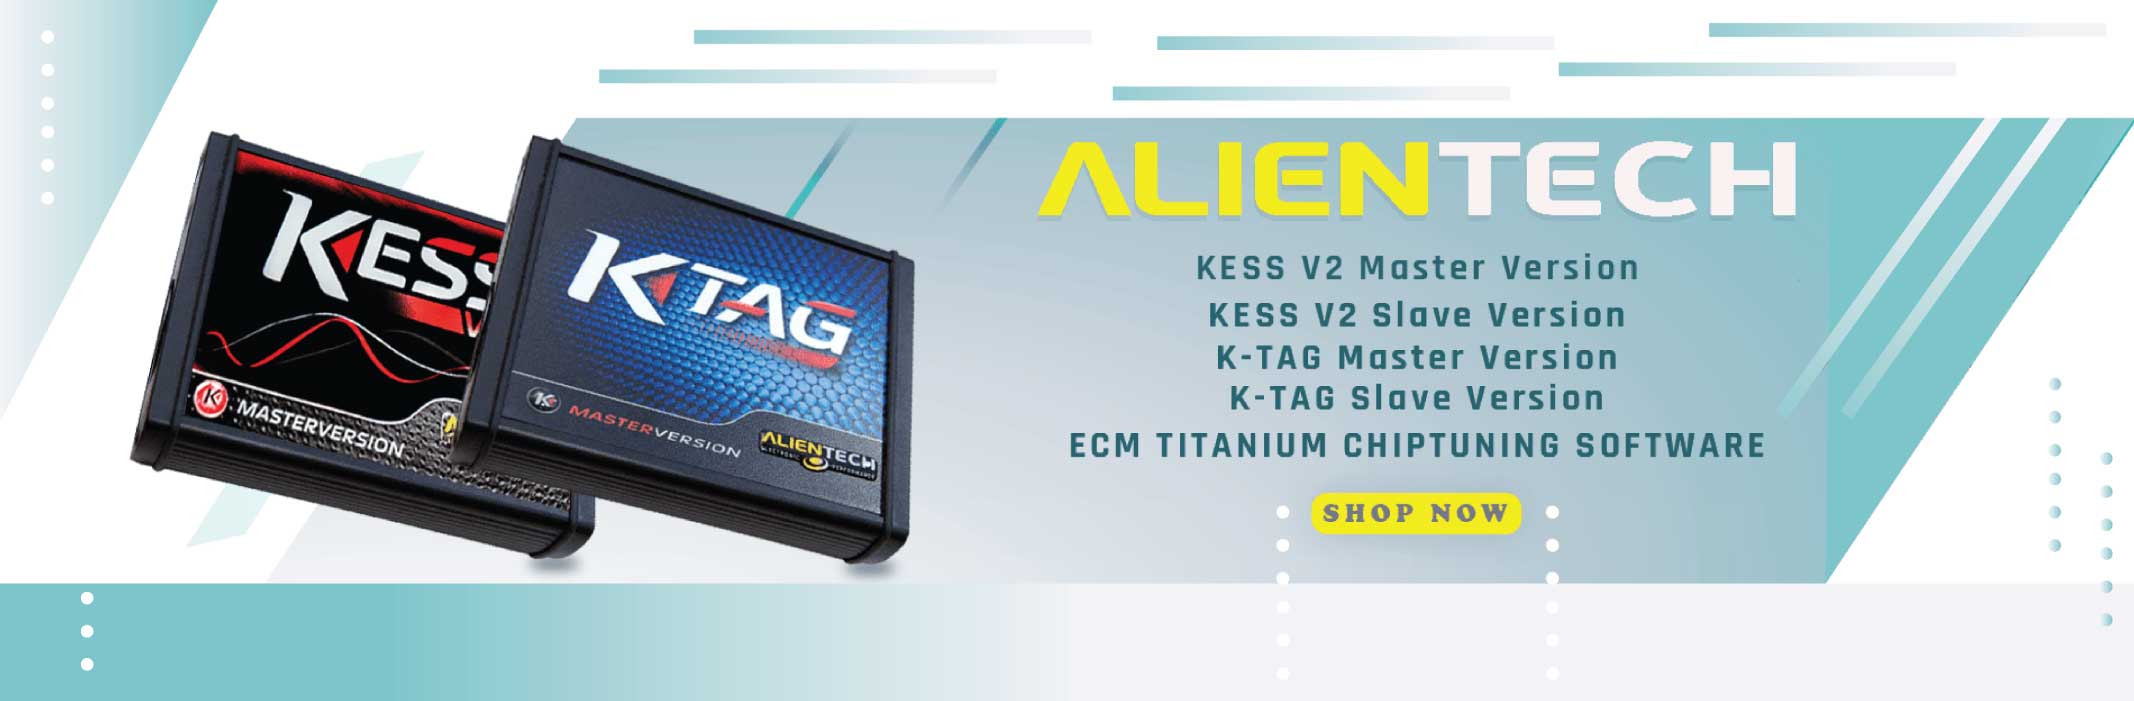 ALIENTECH
KESS V2 Master Version
KESS V2 Slave Version
K-TAG Master Version
K-TAG Slave Version
ECM TITANIUM CHIPTUNING SOFTWARE
SHOP NOW
KESS
V
K MASTERVERSION
KTAG
K MASTERVERSION
ALIENTECH